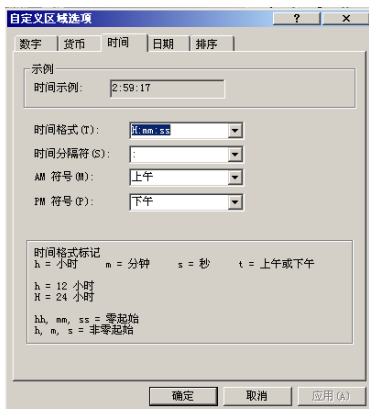 自定义区域选项
数字 货币 时间 日期 排序
示例
时间示例: 2:59:17
时间格式(T): H:mm:ss
时间分隔符(S): :
AM 符号(M): 上午
PM 符号(P): 下午
时间格式标记
h = 小时 m = 分钟 s = 秒 t = 上午或下午
h = 12 小时
H = 24 小时
hh, mm, ss = 零起始
h, m, s = 非零起始
确定 取消 应用(A)